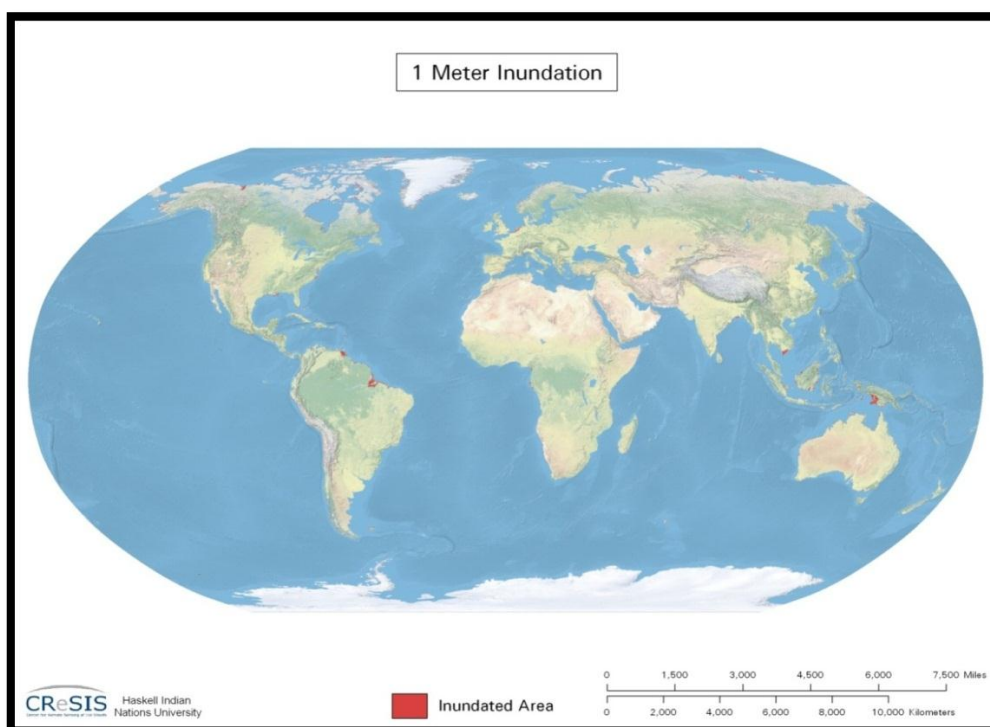 1 Meter Inundation
CReSIS
Haskell Indian
Nations University
Inundated Area
0 1,500 3,000 4,500 6,000 7,500 Miles
0 2,000 4,000 6,000 8,000 10,000 Kilometers